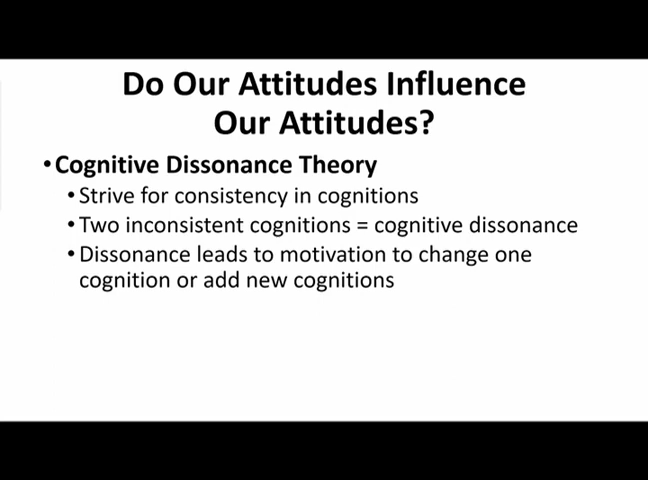 Do Our Attitudes Influence
Our Attitudes?
•Cognitive Dissonance Theory
•Strive for consistency in cognitions
•Two inconsistent cognitions = cognitive dissonance
•Dissonance leads to motivation to change one
cognition or add new cognitions